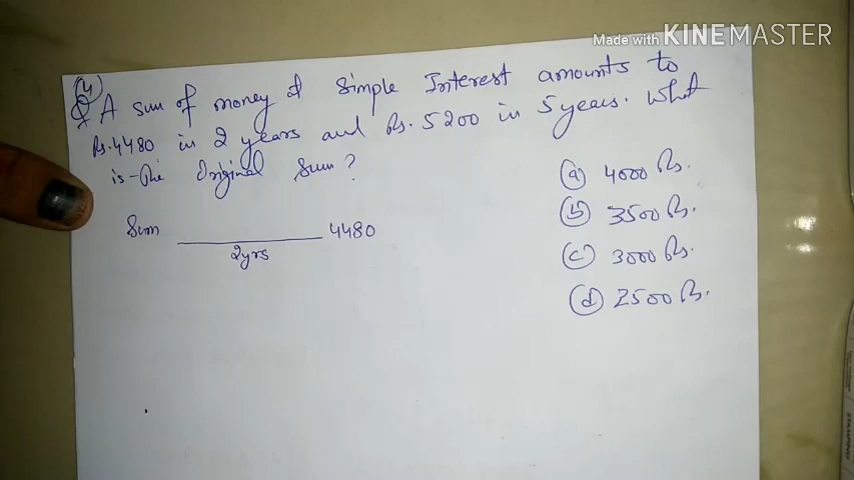 Made with KINEMASTER
(4)
Q A sum of money at Simple Interest amounts to
Rs.4480 in 2 years and Rs.5200 in 5 years. What
is the Original Sum?
(a) 4000 Rs.
(b) 3500 Rs.
(c) 3000 Rs.
(d) 2500 Rs.
Sum 4480
2yrs